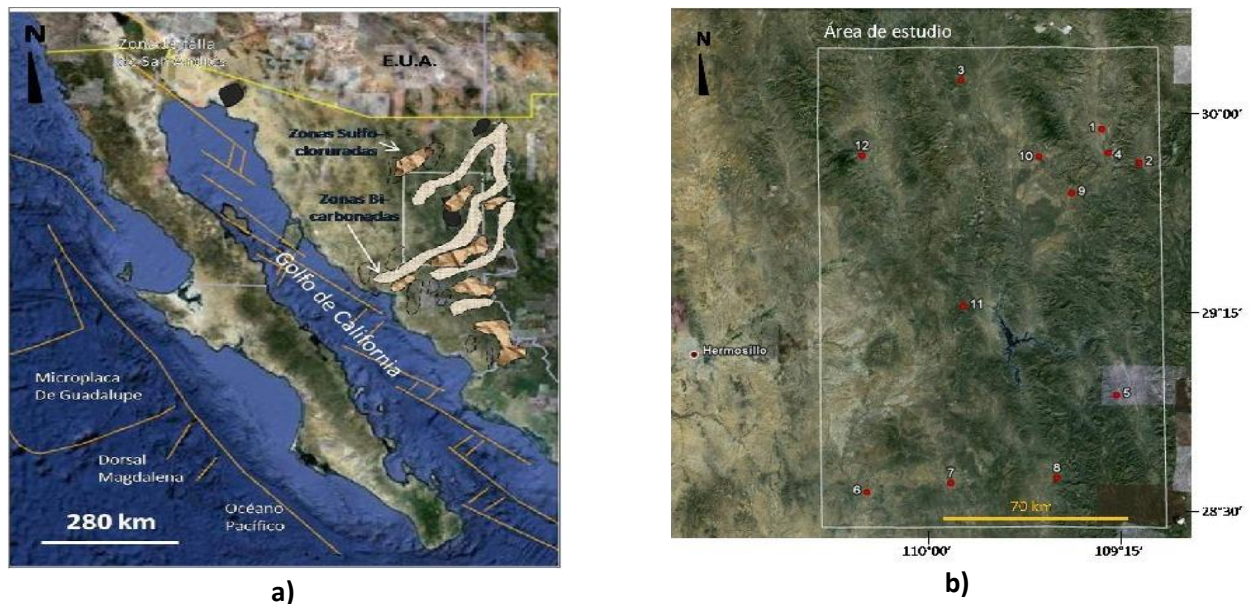 N
Zona de falla
de San Andrés
E.U.A.
Zonas Sulfo-
cloruradas
Zonas Bi-
carbonadas
Golfo de California
Microplaca
De Guadalupe
Dorsal
Magdalena
Océano
Pacífico
280 km
a)
Área de estudio
N
3
30°00'
1
12
10
4
2
9
11
29°15'
Hermosillo
5
7
8
6
70 km
28°30'
110°00'
109°15'
b)